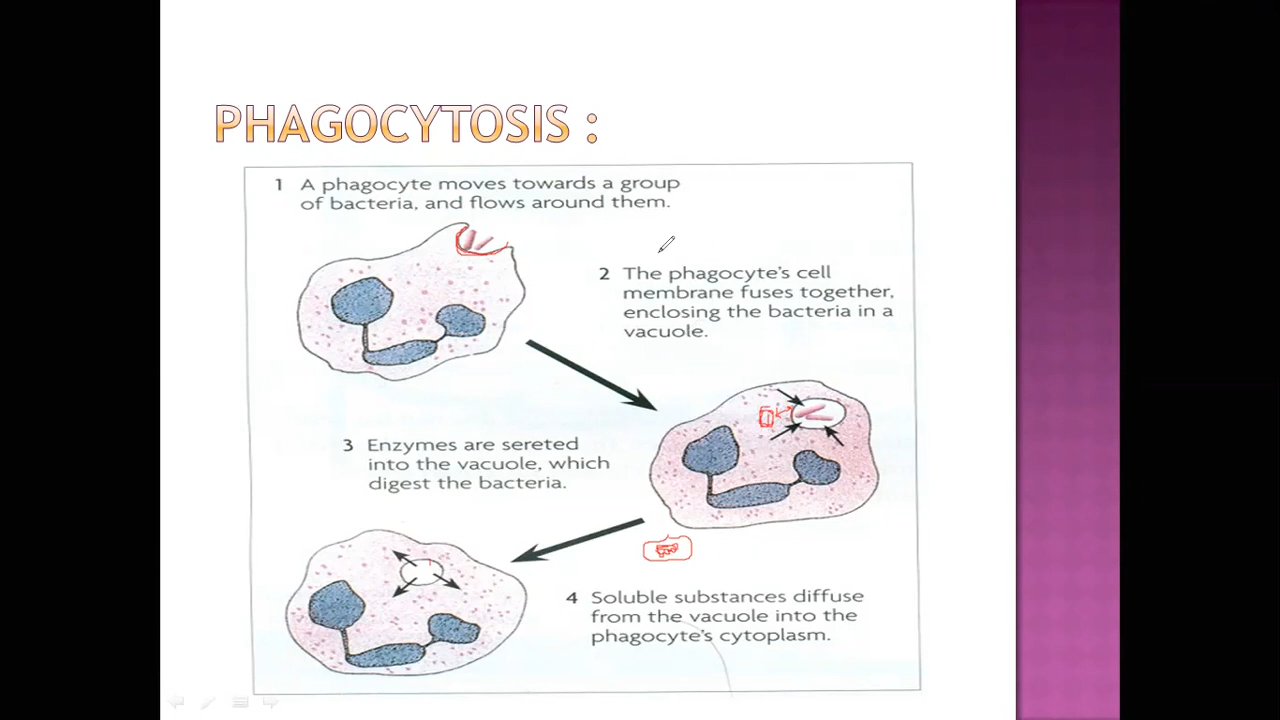 PHAGOCYTOSIS :
1 A phagocyte moves towards a group
of bacteria, and flows around them.
2 The phagocyte's cell
membrane fuses together,
enclosing the bacteria in a
vacuole.
3 Enzymes are sereted
into the vacuole, which
digest the bacteria.
4 Soluble substances diffuse
from the vacuole into the
phagocyte's cytoplasm.